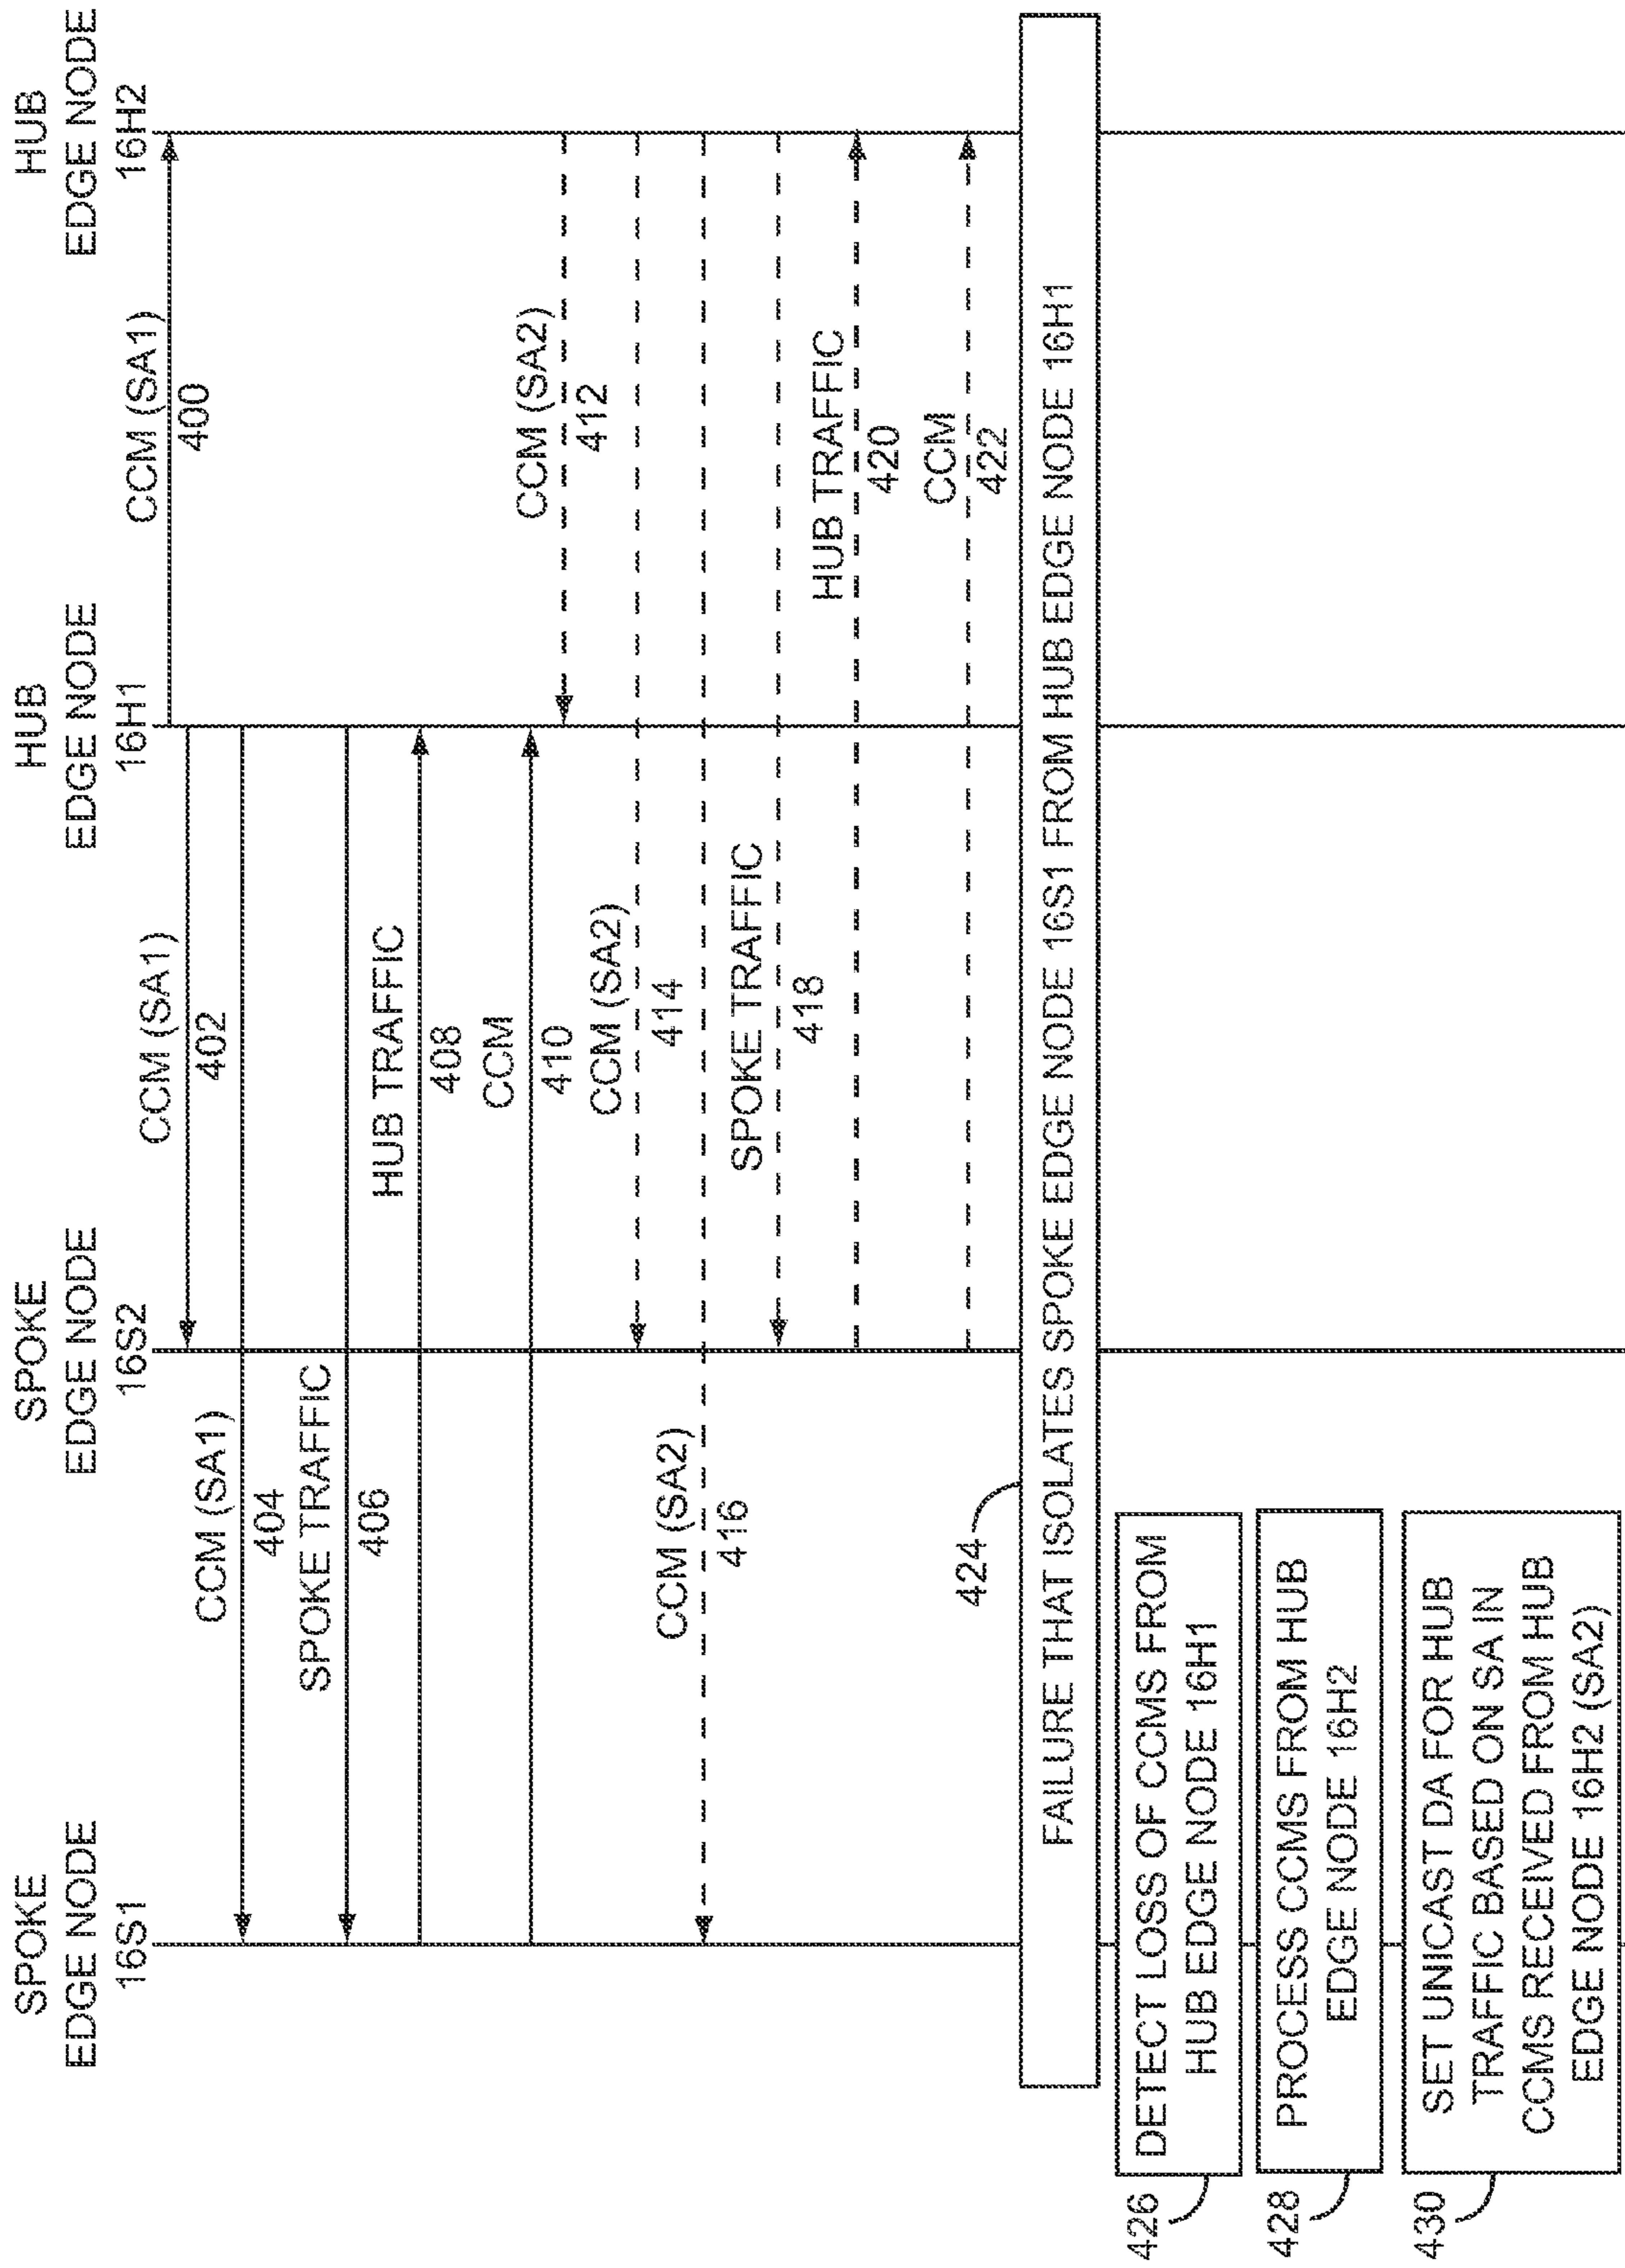 SPOKE
EDGE NODE
16S1
SPOKE
EDGE NODE
16S2
HUB
EDGE NODE
16H1
HUB
EDGE NODE
16H2
CCM (SA1)
400
CCM (SA1)
402
CCM (SA1)
404
SPOKE TRAFFIC
406
HUB TRAFFIC
408
CCM
410
CCM (SA2)
412
CCM (SA2)
414
CCM (SA2)
416
SPOKE TRAFFIC
418
HUB TRAFFIC
420
CCM
422
424
FAILURE THAT ISOLATES SPOKE EDGE NODE 16S1 FROM HUB EDGE NODE 16H1
426
DETECT LOSS OF CCMS FROM
HUB EDGE NODE 16H1
428
PROCESS CCMS FROM HUB
EDGE NODE 16H2
430
SET UNICAST DA FOR HUB
TRAFFIC BASED ON SA IN
CCMS RECEIVED FROM HUB
EDGE NODE 16H2 (SA2)